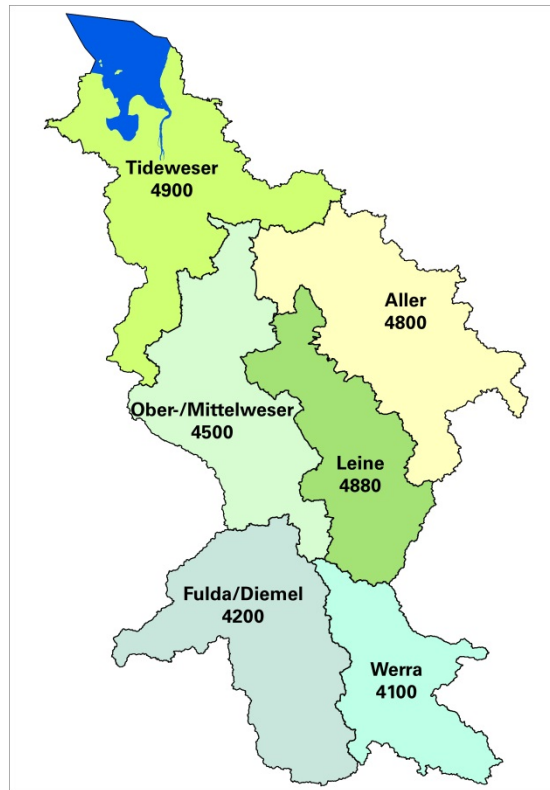 Tideweser
4900
Aller
4800
Ober-/Mittelweser
4500
Leine
4880
Fulda/Diemel
4200
Werra
4100